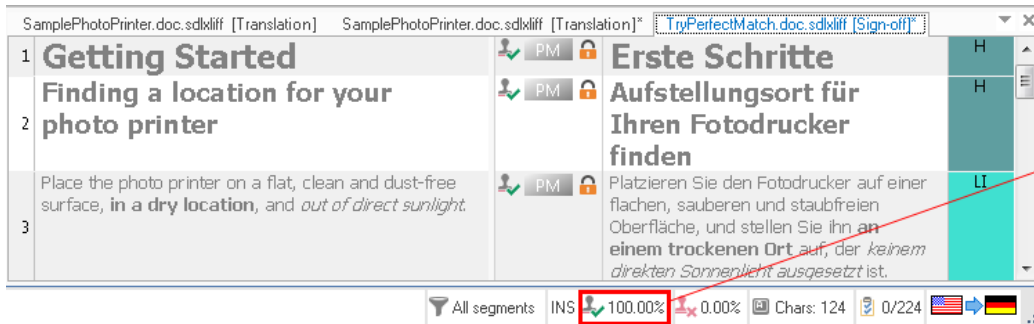 SamplePhotoPrinter.doc.sdlxliff [Translation] SamplePhotoPrinter.doc.sdlxliff [Translation]* TryPerfectMatch.doc.sdlxliff [Sign-off]*
1 Getting Started PM Erste Schritte H
2 Finding a location for your photo printer PM
Aufstellungsort für
Ihren Fotodrucker
finden
H
3
Place the photo printer on a flat, clean and dust-free
surface, in a dry location, and out of direct sunlight.
PM
Platzieren Sie den Fotodrucker auf einer
flachen, sauberen und staubfreien
Oberfläche, und stellen Sie ihn an
einem trockenen Ort auf, der keinem
direkten Sonnenlicht ausgesetzt ist.
LI
All segments INS 100.00% 0.00% Chars: 124 0/224